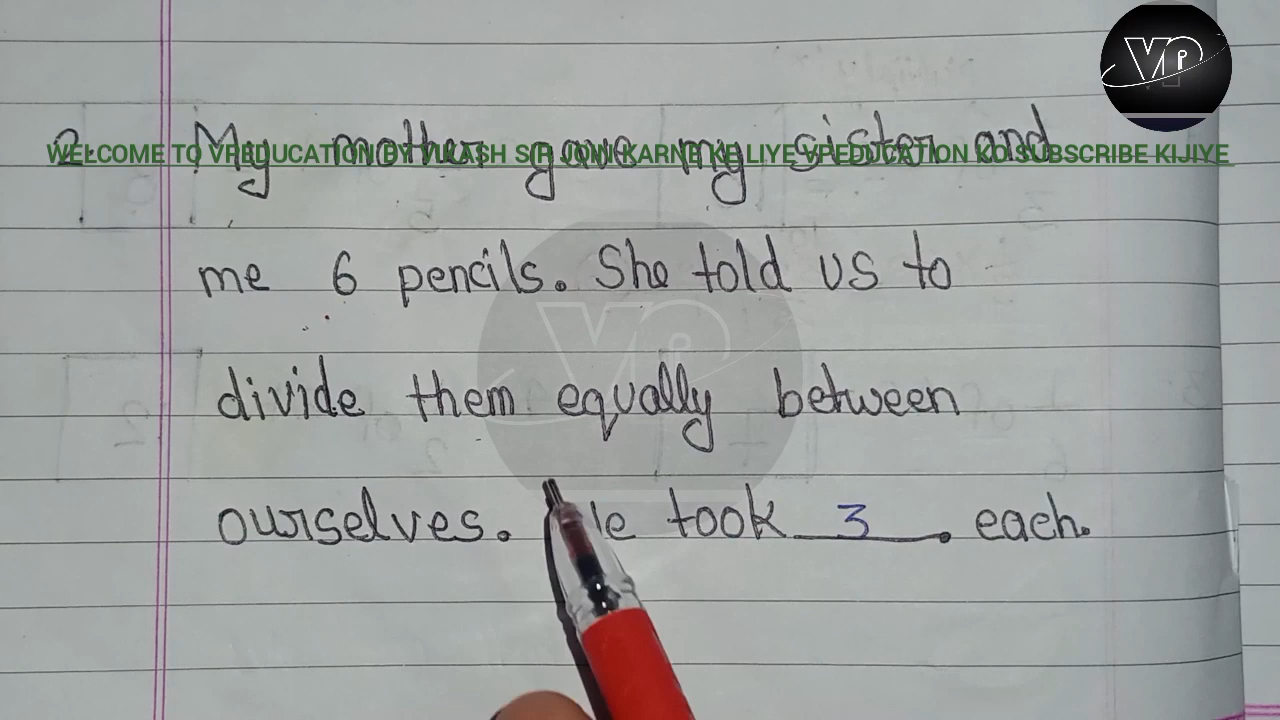 VP
2. My mother gave my sister and
WELCOME TO VPEDUCATION BY VIKASH SIR JOIN KARNE KE LIYE VPEDUCATION KO SUBSCRIBE KIJIYE
me 6 pencils. She told us to
divide them equally between
ourselves. took 3 . each.